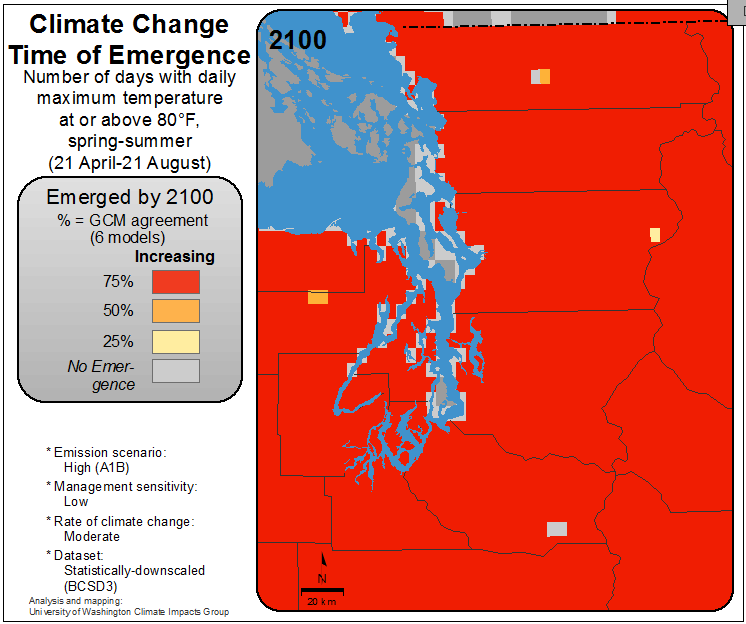 Climate Change
Time of Emergence
Number of days with daily
maximum temperature
at or above 80°F,
spring-summer
(21 April-21 August)
Emerged by 2100
% = GCM agreement
(6 models)
Increasing
75%
50%
25%
No Emer-
gence
* Emission scenario:
High (A1B)
* Management sensitivity:
Low
* Rate of climate change:
Moderate
* Dataset:
Statistically-downscaled
(BCSD3)
Analysis and mapping:
University of Washington Climate Impacts Group
2100
N
20 km